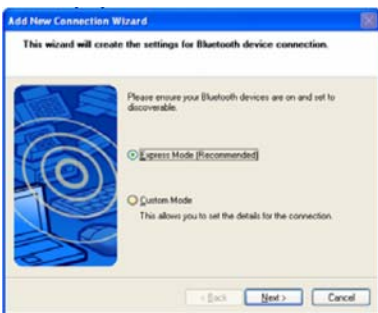 Add New Connection Wizard
This wizard will create the settings for Bluetooth device connection.
Please ensure your Bluetooth devices are on and set to
discoverable.
Express Mode (Recommended)
Custom Mode
This allows you to set the details for the connection.
< Back
Next >
Cancel